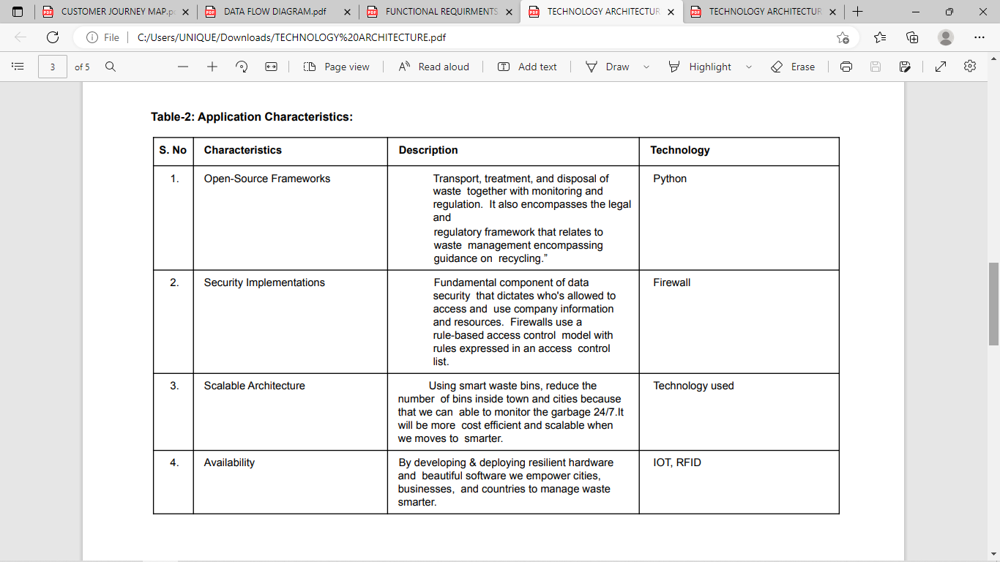 CUSTOMER JOURNEY MAP.p
DATA FLOW DIAGRAM.pdf
FUNCTIONAL REQUIRMENTS
TECHNOLOGY ARCHITECTUR
TECHNOLOGY ARCHITECTUR
File
C:/Users/UNIQUE/Downloads/TECHNOLOGY%20ARCHITECTURE.pdf
3 of 5
Page view
Read aloud
Add text
Draw
Highlight
Erase
Table-2: Application Characteristics:
S. No Characteristics Description Technology
1. Open-Source Frameworks Transport, treatment, and disposal of Python
waste together with monitoring and
regulation. It also encompasses the legal
and
regulatory framework that relates to
waste management encompassing
guidance on recycling.”
2. Security Implementations Fundamental component of data Firewall
security that dictates who's allowed to
access and use company information
and resources. Firewalls use a
rule-based access control model with
rules expressed in an access control
list.
3. Scalable Architecture Using smart waste bins, reduce the Technology used
number of bins inside town and cities because
that we can able to monitor the garbage 24/7.It
will be more cost efficient and scalable when
we moves to smarter.
4. Availability By developing & deploying resilient hardware IOT, RFID
and beautiful software we empower cities,
businesses, and countries to manage waste
smarter.